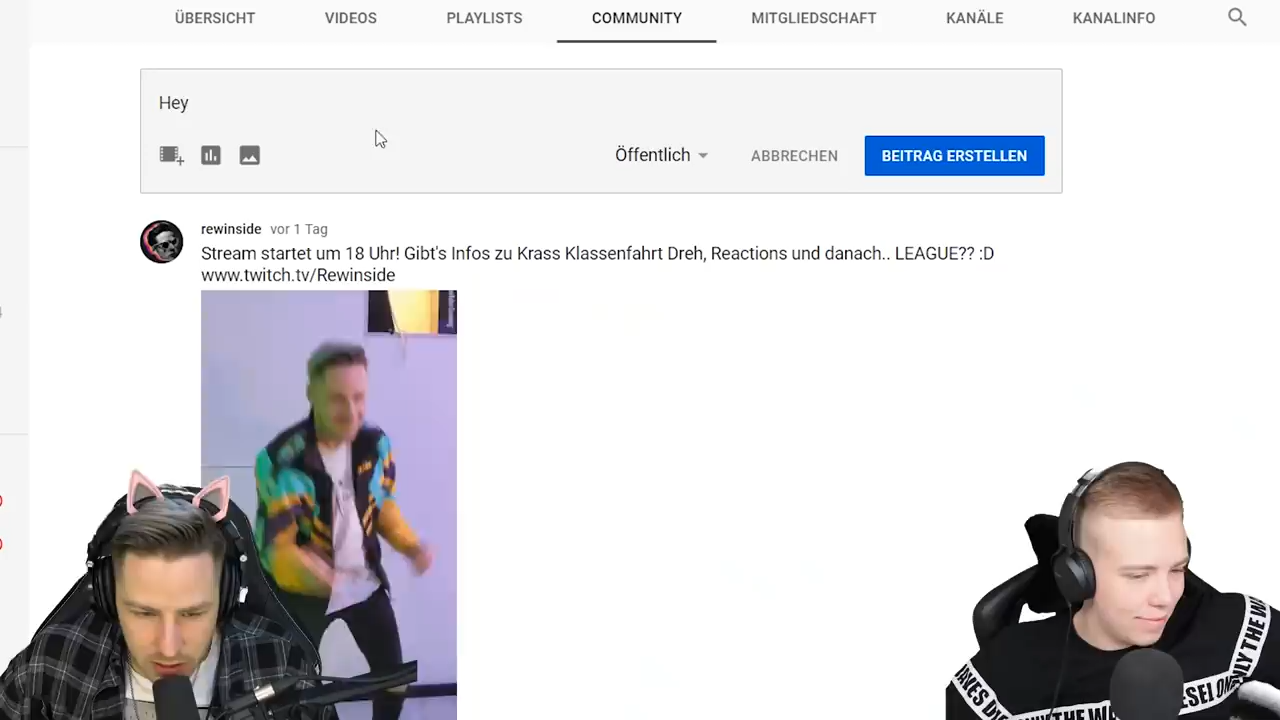 ÜBERSICHT VIDEOS PLAYLISTS COMMUNITY MITGLIEDSCHAFT KANÄLE KANALINFO
Hey
Öffentlich ABBRECHEN BEITRAG ERSTELLEN
rewinside vor 1 Tag
Stream startet um 18 Uhr! Gibt's Infos zu Krass Klassenfahrt Dreh, Reactions und danach.. LEAGUE?? :D
www.twitch.tv/Rewinside